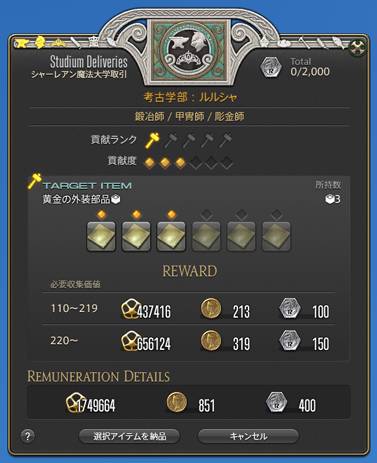 Studium Deliveries
シャーレアン魔法大学取引
Total
0/2,000
考古学部：ルルシャ
鍛冶師 / 甲冑師 / 彫金師
貢献ランク
貢献度
TARGET ITEM 所持数
黄金の外装部品 3
REWARD
必要収集価値
110～219 437416 213 100
220～ 656124 319 150
REMUNERATION DETAILS
1749664 851 400
? 選択アイテムを納品 キャンセル